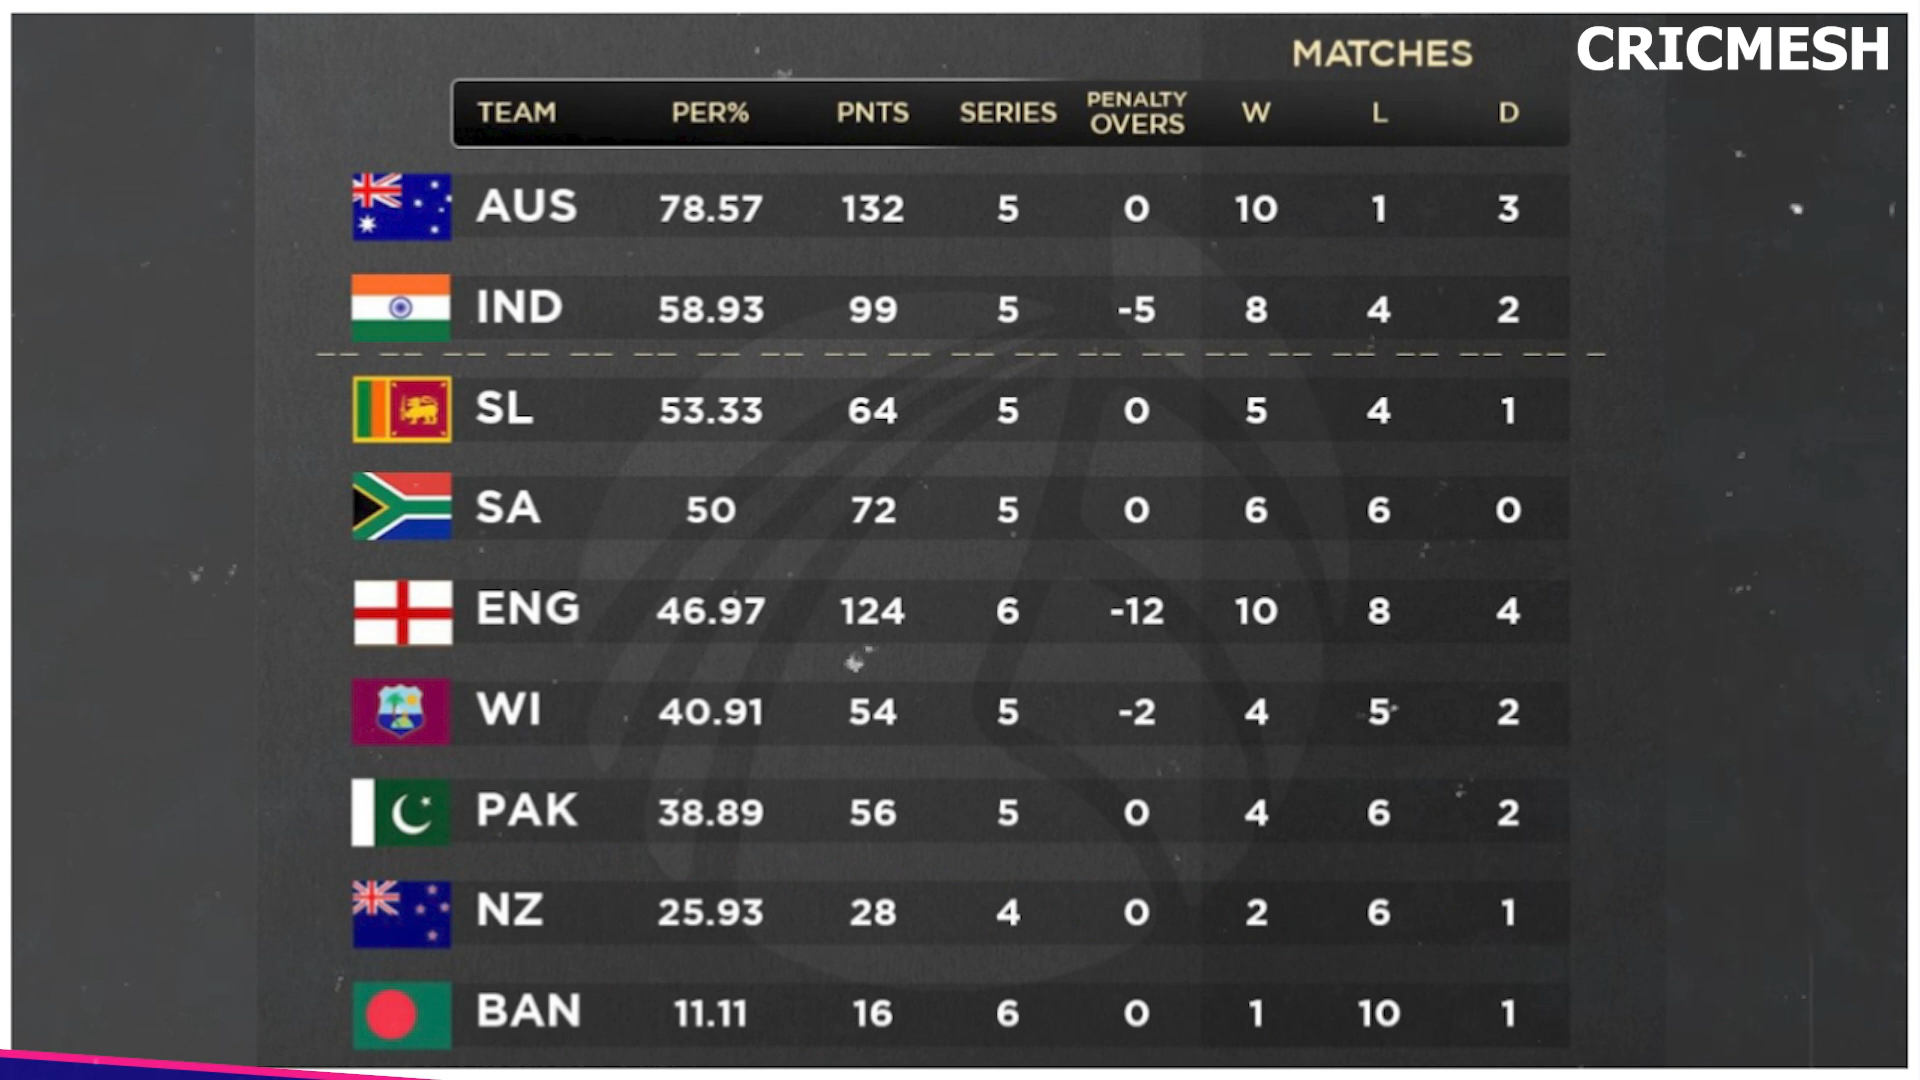 MATCHES
CRICMESH
TEAM PER% PNTS SERIES PENALTY OVERS W L D
AUS 78.57 132 5 0 10 1 3
IND 58.93 99 5 -5 8 4 2
SL 53.33 64 5 0 5 4 1
SA 50 72 5 0 6 6 0
ENG 46.97 124 6 -12 10 8 4
WI 40.91 54 5 -2 4 5 2
PAK 38.89 56 5 0 4 6 2
NZ 25.93 28 4 0 2 6 1
BAN 11.11 16 6 0 1 10 1